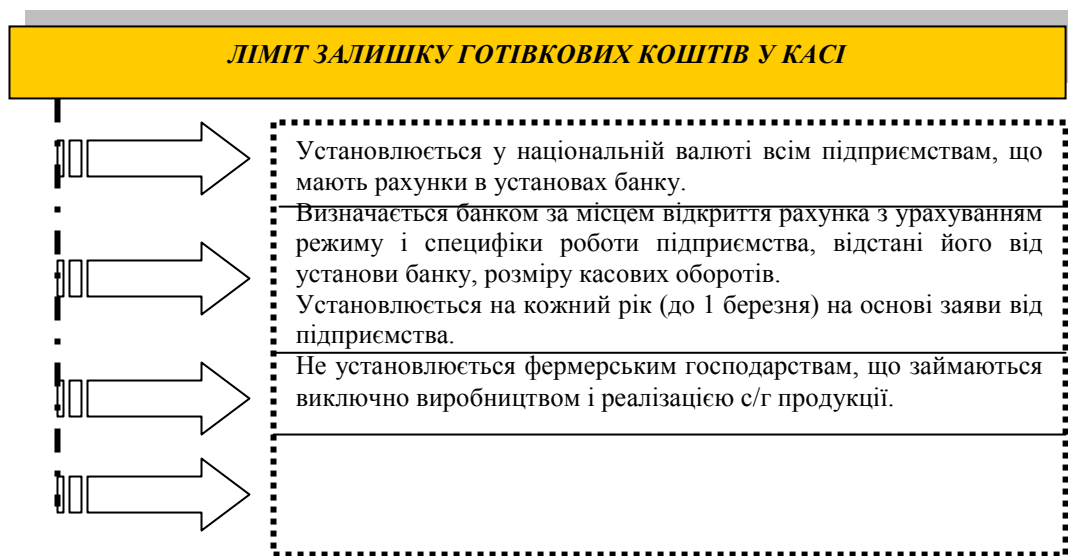 ЛІМІТ ЗАЛИШКУ ГОТІВКОВИХ КОШТІВ У КАСІ
Установлюється у національній валюті всім підприємствам, що
мають рахунки в установах банку.
Визначається банком за місцем відкриття рахунка з урахуванням
режиму і специфіки роботи підприємства, відстані його від
установи банку, розміру касових оборотів.
Установлюється на кожний рік (до 1 березня) на основі заяви від
підприємства.
Не установлюється фермерським господарствам, що займаються
виключно виробництвом і реалізацією с/г продукції.